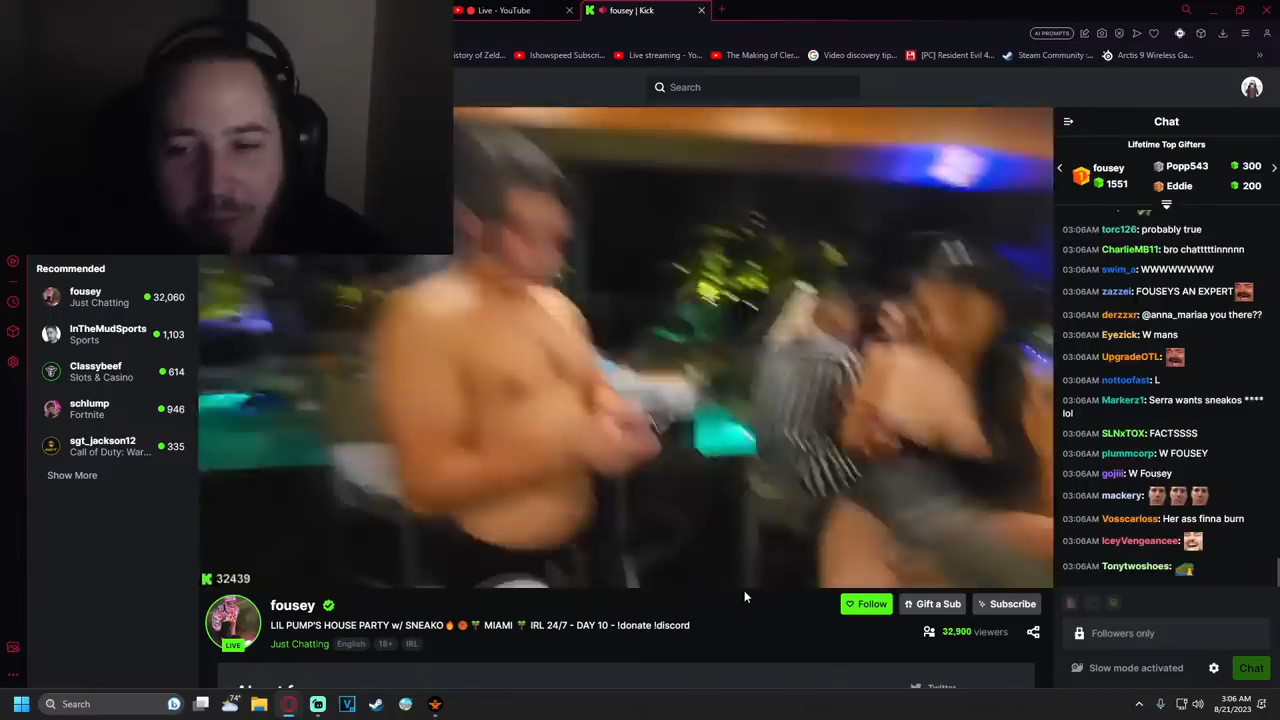 Live - YouTube
fousey | Kick
AI PROMPTS
istory of Zeld...
Ishowspeed Subscri...
Live streaming - Yo...
The Making of Cler...
Video discovery tip...
[PC] Resident Evil 4...
Steam Community :...
Arctis 9 Wireless Ga...
Search
Chat
Lifetime Top Gifters
fousey
1551
Popp543 300
Eddie 200
03:06AM torc126: probably true
03:06AM CharlieMB11: bro chatttttinnnnn
03:06AM swim_a: WWWWWWWW
03:06AM zazzei: FOUSEYS AN EXPERT
03:06AM derzzxr: @anna_mariaa you there??
03:06AM Eyezick: W mans
03:06AM UpgradeOTL:
03:06AM nottoofast: L
03:06AM Markerz1: Serra wants sneakos ****
lol
03:06AM SLNxTOX: FACTSSSS
03:06AM plummcorp: W FOUSEY
03:06AM gojiii: W Fousey
03:06AM mackery:
03:06AM Vosscarloss: Her ass finna burn
03:06AM IceyVengeancee:
03:06AM Tonytwoshoes:
Followers only
Slow mode activated
Chat
Recommended
fousey
Just Chatting
32,060
InTheMudSports
Sports
1,103
Classybeef
Slots & Casino
614
schlump
Fortnite
946
sgt_jackson12
Call of Duty: War...
335
Show More
K 32439
LIVE
fousey
LIL PUMP'S HOUSE PARTY w/ SNEAKO🔥🏀🌴 MIAMI 🌴 IRL 24/7 - DAY 10 - !donate !discord
Just Chatting English 18+ IRL
Follow
Gift a Sub
Subscribe
32,900 viewers
Twitter
74°
Search
3:06 AM
8/21/2023